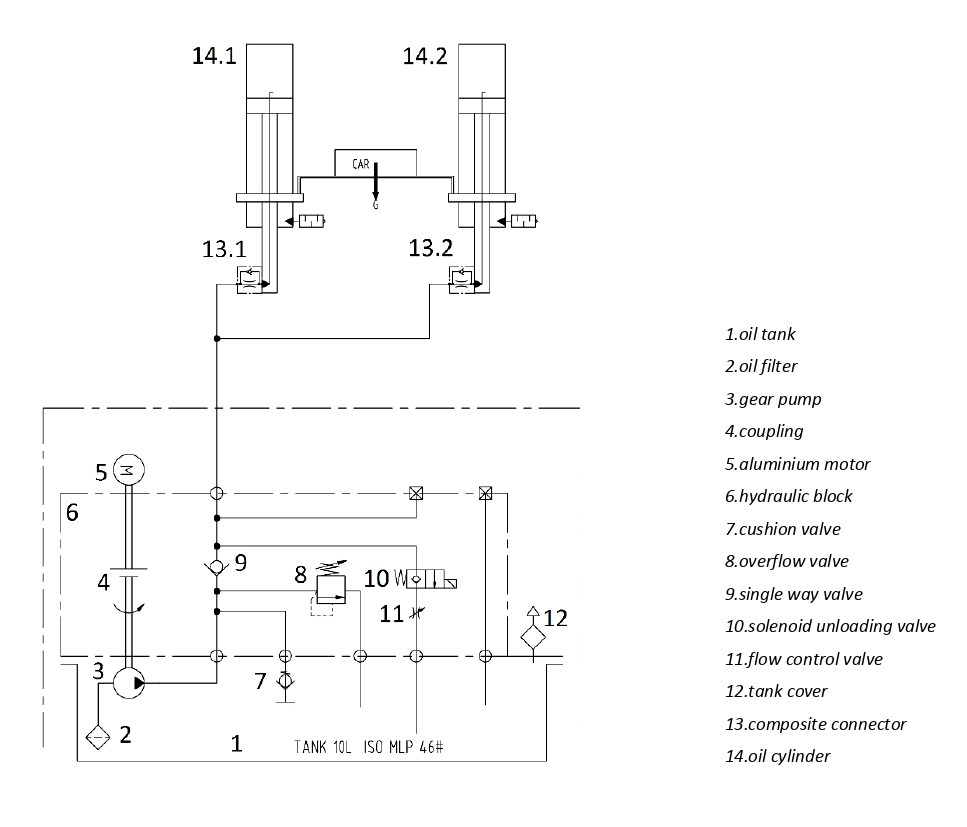 14.1
14.2
CAR
G
13.1
13.2
1.oil tank
2.oil filter
3.gear pump
4.coupling
5.aluminium motor
6.hydraulic block
7.cushion valve
8.overflow valve
9.single way valve
10.solenoid unloading valve
11.flow control valve
12.tank cover
13.composite connector
14.oil cylinder
5
M
6
9
8
10
4
11
12
3
7
2
1
TANK 10L ISO MLP 46#